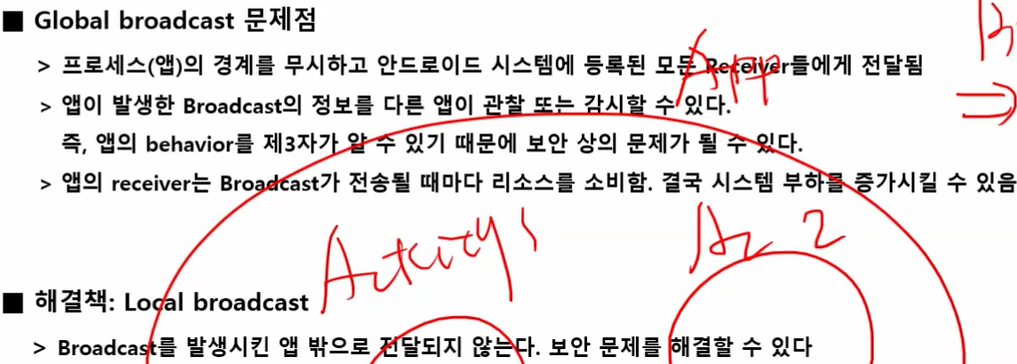 ■ Global broadcast 문제점
> 프로세스(앱)의 경계를 무시하고 안드로이드 시스템에 등록된 모든 Receiver들에게 전달됨
App
> 앱이 발생한 Broadcast의 정보를 다른 앱이 관찰 또는 감시할 수 있다.
즉, 앱의 behavior를 제3자가 알 수 있기 때문에 보안 상의 문제가 될 수 있다.
> 앱의 receiver는 Broadcast가 전송될 때마다 리소스를 소비함. 결국 시스템 부하를 증가시킬 수 있음
Activity1
Ac 2
■ 해결책: Local broadcast
> Broadcast를 발생시킨 앱 밖으로 전달되지 않는다. 보안 문제를 해결할 수 있다